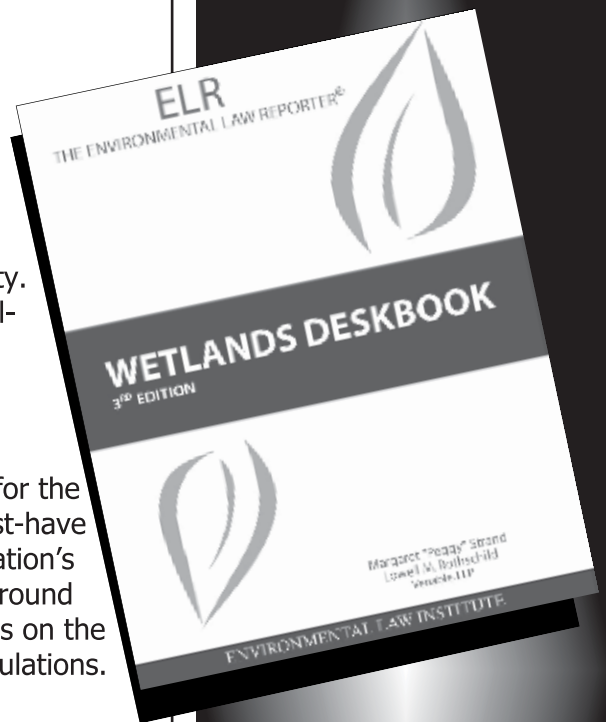 ELR
THE ENVIRONMENTAL LAW REPORTER®
WETLANDS DESKBOOK
3RD EDITION
Margaret "Peggy" Strand
Lowell M. Rothschild
Venable, LLP
ENVIRONMENTAL LAW INSTITUTE
ty.
l-
for the
st-have
ation's
round
s on the
ulations.